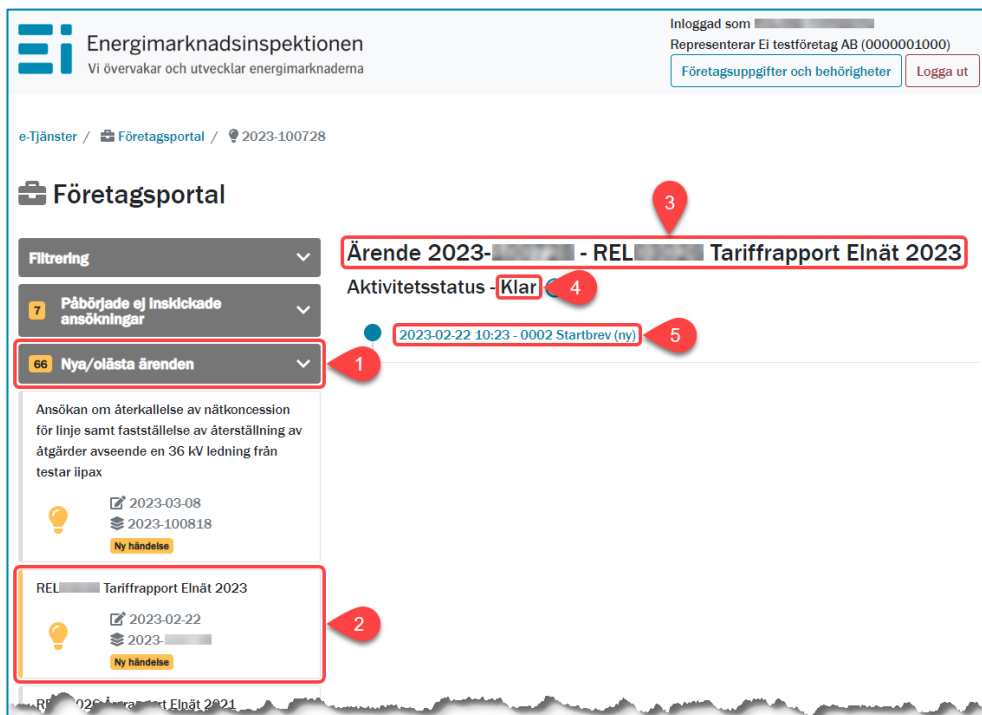 Energimarknadsinspektionen
Vi övervakar och utvecklar energimarknaderna
Inloggad som
Representerar Ei testföretag AB (0000001000)
Företagsuppgifter och behörigheter
Logga ut
e-Tjänster / Företagsportal / 2023-100728
Företagsportal
Filtrering
7 Påbörjade ej inskickade
ansökningar
66 Nya/olästa ärenden
1
Ansökan om återkallelse av nätkoncession
för linje samt fastställelse av återställning av
åtgärder avseende en 36 kV ledning från
testar iipax
2023-03-08
2023-100818
Ny händelse
REL Tariffrapport Elnät 2023
2023-02-22
2023-
Ny händelse
2
Elnät 2021
3
Ärende 2023- - REL Tariffrapport Elnät 2023
Aktivitetsstatus - Klar
4
2023-02-22 10:23 - 0002 Startbrev (ny)
5